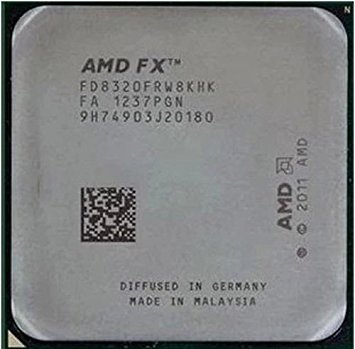 AMD FX™
FD8320FRW8KHK
FA 1237PGN
9H74903J20180
AMD
© 2011 AMD
DIFFUSED IN GERMANY
MADE IN MALAYSIA